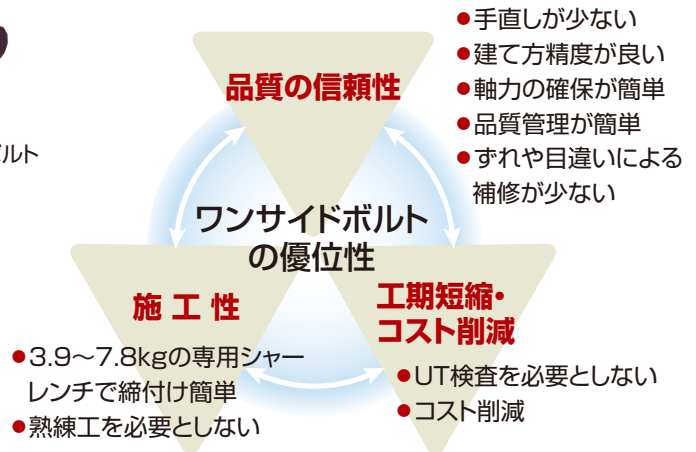 品質の信頼性
●手直しが少ない
●建て方精度が良い
●軸力の確保が簡単
●品質管理が簡単
●ずれや目違いによる
補修が少ない
ボルト
ワンサイドボルト
の優位性
施工性
●3.9～7.8kgの専用シャー
レンチで締付け簡単
●熟練工を必要としない
工期短縮・
コスト削減
●UT検査を必要としない
●コスト削減